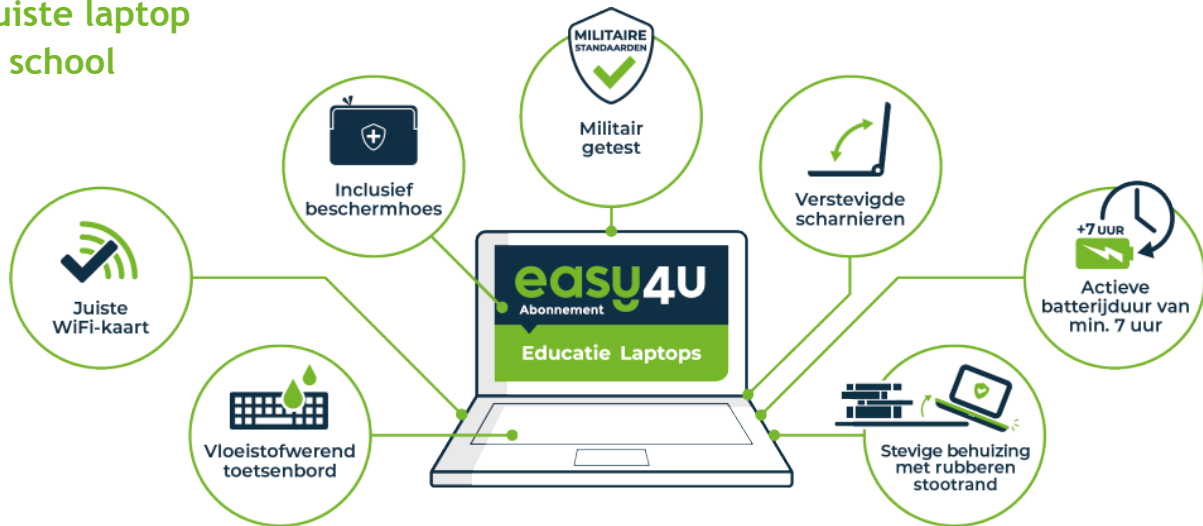 uiste laptop
school
MILITAIRE
STANDAARDEN
Militair
getest
Inclusief
beschermhoes
Verstevigde
scharnieren
Juiste
WiFi-kaart
+7 UUR
Actieve
batterijduur van
min. 7 uur
easy4u
Abonnement
Educatie Laptops
Vloeistofwerend
toetsenbord
Stevige behuizing
met rubberen
stootrand